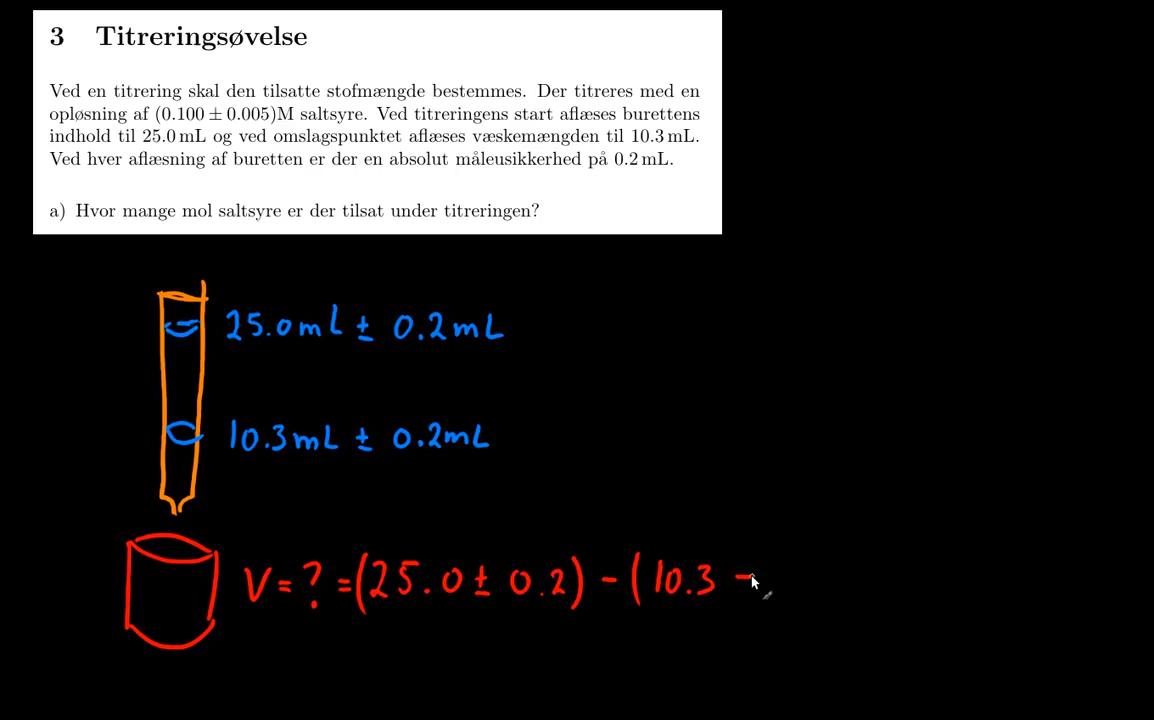 3 Titreringsøvelse
Ved en titrering skal den tilsatte stofmængde bestemmes. Der titreres med en
opløsning af (0.100 ± 0.005)M saltsyre. Ved titreringens start aflæses burettens
indhold til 25.0 mL og ved omslagspunktet aflæses væskemængden til 10.3 mL.
Ved hver aflæsning af buretten er der en absolut måleusikkerhed på 0.2 mL.
a) Hvor mange mol saltsyre er der tilsat under titreringen?
25.0mL ± 0.2mL
10.3mL ± 0.2mL
V = ? = (25.0 ± 0.2) - (10.3 -